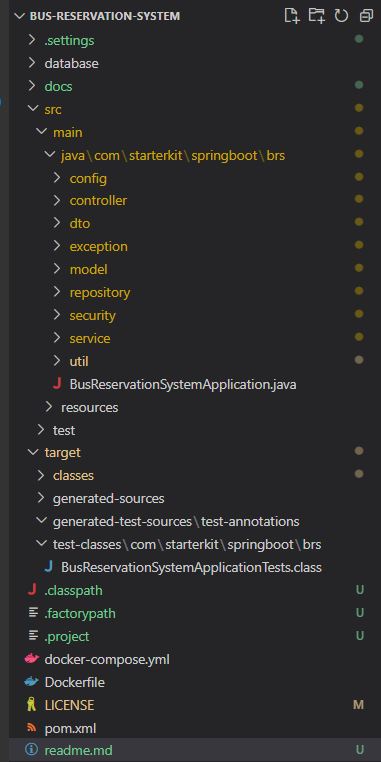 BUS-RESERVATION-SYSTEM
.settings
database
docs
src
main
java\com\starterkit\springboot\brs
config
controller
dto
exception
model
repository
security
service
util
J BusReservationSystemApplication.java
resources
test
target
classes
generated-sources
generated-test-sources\test-annotations
test-classes\com\starterkit\springboot\brs
J BusReservationSystemApplicationTests.class
J .classpath U
.factorypath U
.project U
docker-compose.yml
Dockerfile
LICENSE M
pom.xml
readme.md U